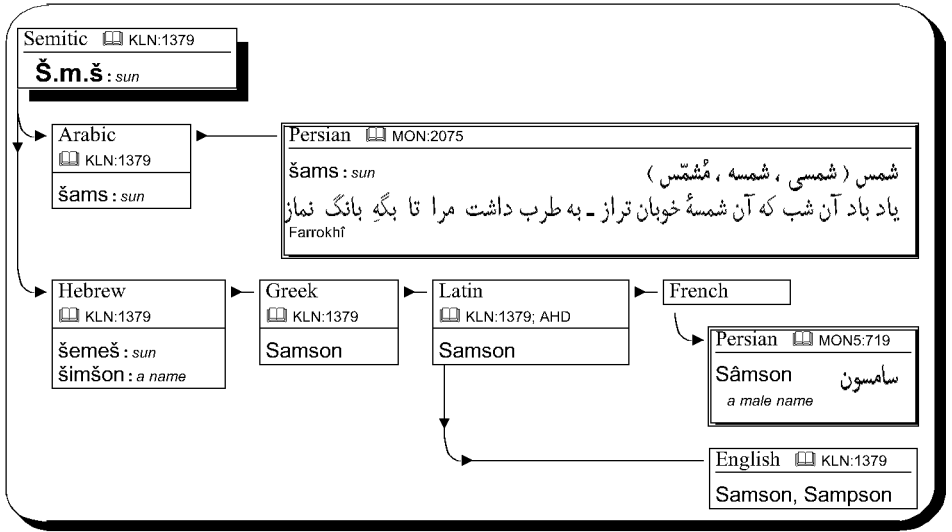 Semitic KLN:1379
Š.m.š : sun
Arabic
KLN:1379
šams : sun
Persian MON:2075
šams : sun
شمس ( شمسی ، شمسه ، مُشمّس )
یاد باد آن شب که آن شمسهٔ خوبان تراز ـ به طرب داشت مرا تا بگهِ بانگ نماز
Farrokhî
Hebrew
KLN:1379
šemeš : sun
šimšon : a name
Greek
KLN:1379
Samson
Latin
KLN:1379; AHD
Samson
French
Persian MON5:719
Sâmson سامسون
a male name
English KLN:1379
Samson, Sampson